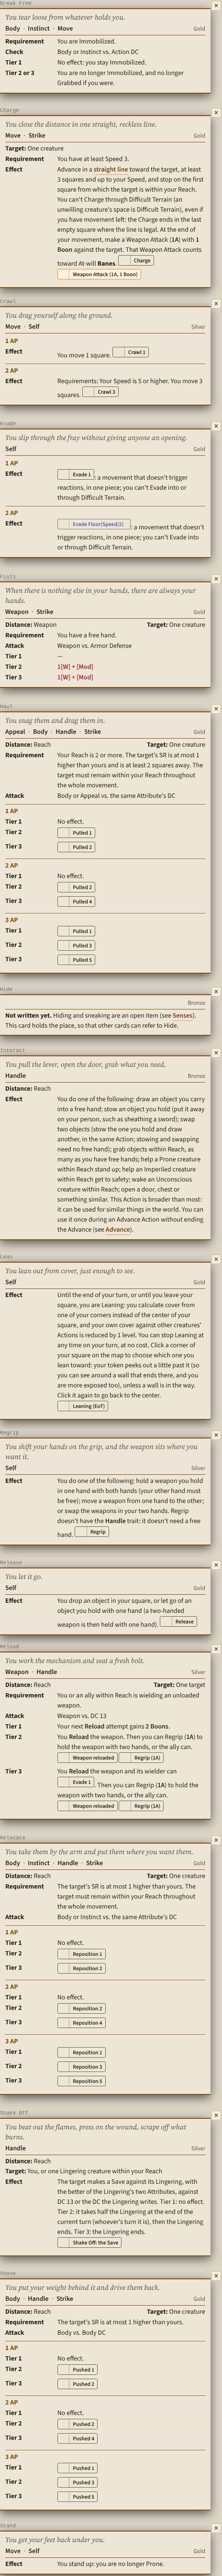 Break Free
You tear loose from whatever holds you.
Body · Instinct · Move Gold
Requirement You are Immobilized.
Check Body or Instinct vs. Action DC
Tier 1 No effect: you stay Immobilized.
Tier 2 or 3 You are no longer Immobilized, and no longer
Grabbed if you were.
Charge
You close the distance in one straight, reckless line.
Move · Strike Gold
Target: One creature
Requirement You have at least Speed 3.
Effect Advance in a straight line toward the target, at least
3 squares and up to your Speed, and stop on the first
square from which the target is within your Reach.
You can't Charge through Difficult Terrain (an
unwilling creature's space is Difficult Terrain), even if
you have movement left: the Charge ends in the last
empty square where the line is legal. At the end of
your movement, make a Weapon Attack (1A) with 1
Boon against the target. That Weapon Attack counts
toward At-will Banes. Charge
Weapon Attack (1A, 1 Boon)
Crawl
You drag yourself along the ground.
Move · Self Silver
1 AP
Effect You move 1 square. Crawl 1
2 AP
Effect Requirements: Your Speed is 5 or higher. You move 3
squares. Crawl 3
Evade
You slip through the fray without giving anyone an opening.
Self Gold
1 AP
Effect Evade 1 : a movement that doesn't trigger
reactions, in one piece; you can't Evade into or
through Difficult Terrain.
2 AP
Effect Evade Floor(Speed/2) : a movement that doesn't
trigger reactions, in one piece; you can't Evade into
or through Difficult Terrain.
Fists
When there is nothing else in your hands, there are always your
hands.
Weapon · Strike Gold
Distance: Weapon Target: One creature
Requirement You have a free hand.
Attack Weapon vs. Armor Defense
Tier 1 —
Tier 2 1[W] + [Mod]
Tier 3 1[W] + [Mod]
Haul
You snag them and drag them in.
Appeal · Body · Handle · Strike Gold
Distance: Reach Target: One creature
Requirement Your Reach is 2 or more. The target's SR is at most 1
higher than yours and is at least 2 squares away. The
target must remain within your Reach throughout
the movement.
Attack Body or Appeal vs. the same Attribute's DC
1 AP
Tier 1 No effect.
Tier 2 Pulled 1
Tier 3 Pulled 2
2 AP
Tier 1 No effect.
Tier 2 Pulled 2
Tier 3 Pulled 4
3 AP
Tier 1 Pulled 1
Tier 2 Pulled 3
Tier 3 Pulled 5
Hide
Bronze
Not written yet. Hiding and sneaking are an open item (see Senses).
This card holds the place, so that other cards can refer to Hide.
Interact
You pull the lever, open the door, grab what you need.
Handle Bronze
Distance: Reach
Effect You do one of the following: draw an object you carry
into a free hand; stow an object you hold (put it away
on your person, such as sheathing a sword); swap
two objects (stow the one you hold and draw
another, in the same Action; stowing and swapping
need no free hand); grab objects within Reach, as
many as you have free hands; help a Prone creature
within Reach stand up; help an Imperiled creature
within Reach get to safety; wake an Unconscious
creature within Reach; open a door, chest or
something similar. This Action is broader than most:
it can be used for similar things in the world. You can
use it once during an Advance Action without ending
the Advance (see Advance).
Lean
You lean out from cover, just enough to see.
Self Gold
Effect Until the end of your turn, or until you leave your
square, you are Leaning: you calculate cover from
one of your corners instead of the center of your
square, and your own cover against other creatures'
Actions is reduced by 1 level. You can stop Leaning at
any time on your turn, at no cost. Click a corner of
your square on the map to choose which one you
lean toward: your token peeks out a little past it (so
you can see around a wall that ends there, and you
are more exposed too), unless a wall is in the way.
Click it again to go back to the center.
Leaning (EoT)
Regrip
You shift your hands on the grip, and the weapon sits where you
want it.
Self Silver
Effect You do one of the following: hold a weapon you hold
in one hand with both hands (your other hand must
be free); move a weapon from one hand to the other;
or swap the weapons in your two hands. Regrip
doesn't have the Handle trait: it doesn't need a free
hand. Regrip
Release
You let it go.
Self Gold
Effect You drop an object in your square, or let go of an
object you hold with one hand (a two-handed
weapon is then held with one hand). Release
Reload
You work the mechanism and seat a fresh bolt.
Weapon · Handle Silver
Distance: Reach Target: One target
Requirement You or an ally within Reach is wielding an unloaded
weapon.
Attack Weapon vs. DC 13
Tier 1 Your next Reload attempt gains 2 Boons.
Tier 2 You Reload the weapon. Then you can Regrip (1A) to
hold the weapon with two hands, or the ally can.
Weapon reloaded Regrip (1A)
Tier 3 You Reload the weapon and its wielder can
Evade 1 . Then you can Regrip (1A) to hold the
weapon with two hands, or the ally can.
Weapon reloaded Regrip (1A)
Relocate
You take them by the arm and put them where you want them.
Body · Instinct · Handle · Strike Silver
Distance: Reach Target: One creature
Requirement The target's SR is at most 1 higher than yours. The
target must remain within your Reach throughout
the whole movement.
Attack Body or Instinct vs. the same Attribute's DC
1 AP
Tier 1 No effect.
Tier 2 Reposition 1
Tier 3 Reposition 2
2 AP
Tier 1 No effect.
Tier 2 Reposition 2
Tier 3 Reposition 4
3 AP
Tier 1 Reposition 1
Tier 2 Reposition 3
Tier 3 Reposition 5
Shake Off
You beat out the flames, press on the wound, scrape off what
burns.
Handle Silver
Distance: Reach
Target: You, or one Lingering creature within your Reach
Effect The target makes a Save against its Lingering, with
the better of the Lingering's two Attributes, against
DC 13 or the DC the Lingering writes. Tier 1: no effect.
Tier 2: it takes half the Lingering at the end of the
current turn (whoever's turn it is), then the Lingering
ends. Tier 3: the Lingering ends.
Shake Off: the Save
Shove
You put your weight behind it and drive them back.
Body · Handle · Strike Gold
Distance: Reach Target: One creature
Requirement The target's SR is at most 1 higher than yours.
Attack Body vs. Body DC
1 AP
Tier 1 No effect.
Tier 2 Pushed 1
Tier 3 Pushed 2
2 AP
Tier 1 No effect.
Tier 2 Pushed 2
Tier 3 Pushed 4
3 AP
Tier 1 Pushed 1
Tier 2 Pushed 3
Tier 3 Pushed 5
Stand
You get your feet back under you.
Move · Self Gold
Effect You stand up: you are no longer Prone.